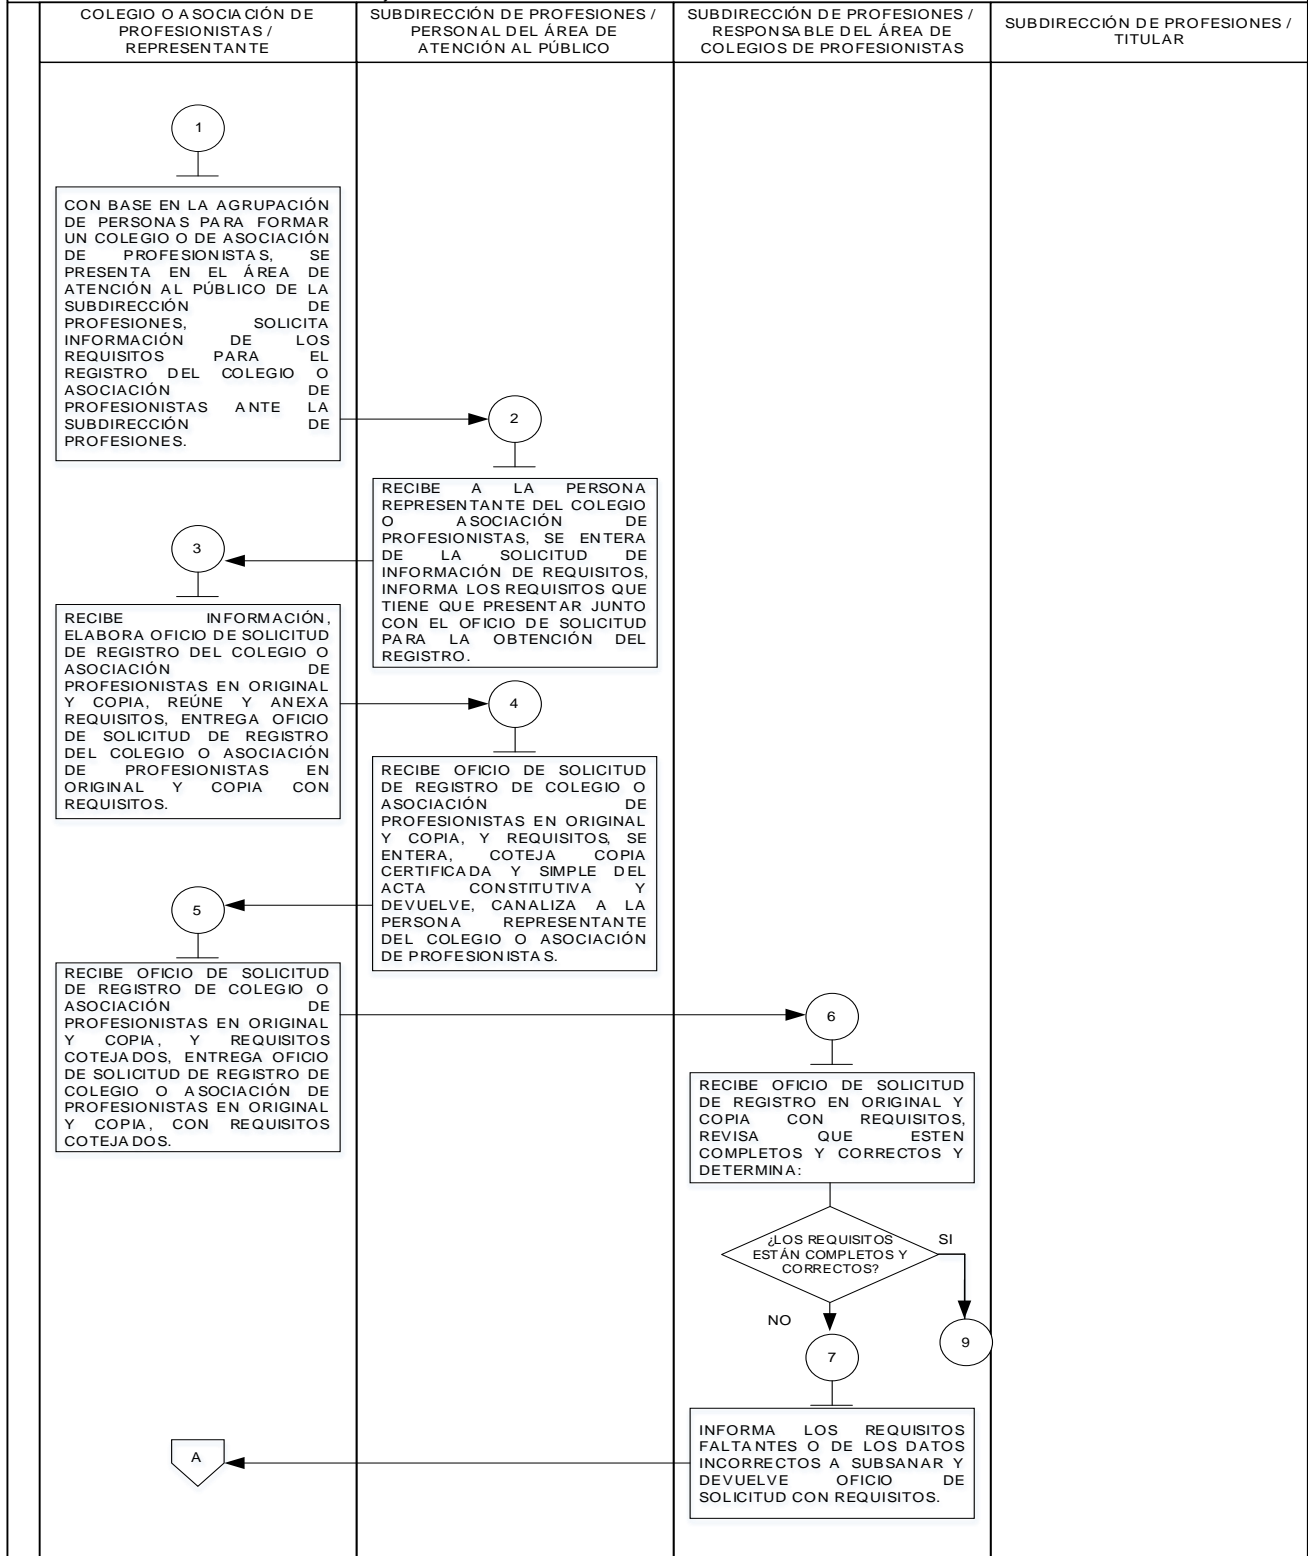 COLEGIO O ASOCIACIÓN DE
PROFESIONISTAS /
REPRESENTANTE
SUBDIRECCIÓN DE PROFESIONES /
PERSONAL DEL ÁREA DE
ATENCIÓN AL PÚBLICO
SUBDIRECCIÓN DE PROFESIONES /
RESPONSABLE DEL ÁREA DE
COLEGIOS DE PROFESIONISTAS
SUBDIRECCIÓN DE PROFESIONES /
TITULAR
1
CON BASE EN LA AGRUPACIÓN
DE PERSONAS PARA FORMAR
UN COLEGIO O DE ASOCIACIÓN
DE PROFESIONISTAS, SE
PRESENTA EN EL ÁREA DE
ATENCIÓN AL PÚBLICO DE LA
SUBDIRECCIÓN DE
PROFESIONES, SOLICITA
INFORMACIÓN DE LOS
REQUISITOS PARA EL
REGISTRO DEL COLEGIO O
ASOCIACIÓN DE
PROFESIONISTAS ANTE LA
SUBDIRECCIÓN DE
PROFESIONES.
2
RECIBE A LA PERSONA
REPRESENTANTE DEL COLEGIO
O ASOCIACIÓN DE
PROFESIONISTAS, SE ENTERA
DE LA SOLICITUD DE
INFORMACIÓN DE REQUISITOS,
INFORMA LOS REQUISITOS QUE
TIENE QUE PRESENTAR JUNTO
CON EL OFICIO DE SOLICITUD
PARA LA OBTENCIÓN DEL
REGISTRO.
3
RECIBE INFORMACIÓN,
ELABORA OFICIO DE SOLICITUD
DE REGISTRO DEL COLEGIO O
ASOCIACIÓN DE
PROFESIONISTAS EN ORIGINAL
Y COPIA, REÚNE Y ANEXA
REQUISITOS, ENTREGA OFICIO
DE SOLICITUD DE REGISTRO
DEL COLEGIO O ASOCIACIÓN
DE PROFESIONISTAS EN
ORIGINAL Y COPIA CON
REQUISITOS.
4
RECIBE OFICIO DE SOLICITUD
DE REGISTRO DE COLEGIO O
ASOCIACIÓN DE
PROFESIONISTAS EN ORIGINAL
Y COPIA, Y REQUISITOS, SE
ENTERA, COTEJA COPIA
CERTIFICADA Y SIMPLE DEL
ACTA CONSTITUTIVA Y
DEVUELVE, CANALIZA A LA
PERSONA REPRESENTANTE
DEL COLEGIO O ASOCIACIÓN
DE PROFESIONISTAS.
5
RECIBE OFICIO DE SOLICITUD
DE REGISTRO DE COLEGIO O
ASOCIACIÓN DE
PROFESIONISTAS EN ORIGINAL
Y COPIA, Y REQUISITOS
COTEJADOS, ENTREGA OFICIO
DE SOLICITUD DE REGISTRO DE
COLEGIO O ASOCIACIÓN DE
PROFESIONISTAS EN ORIGINAL
Y COPIA, CON REQUISITOS
COTEJADOS.
6
RECIBE OFICIO DE SOLICITUD
DE REGISTRO EN ORIGINAL Y
COPIA CON REQUISITOS,
REVISA QUE ESTEN
COMPLETOS Y CORRECTOS Y
DETERMINA:
¿LOS REQUISITOS
ESTÁN COMPLETOS Y
CORRECTOS?
SI
NO
9
7
INFORMA LOS REQUISITOS
FALTANTES O DE LOS DATOS
INCORRECTOS A SUBSANAR Y
DEVUELVE OFICIO DE
SOLICITUD CON REQUISITOS.
A